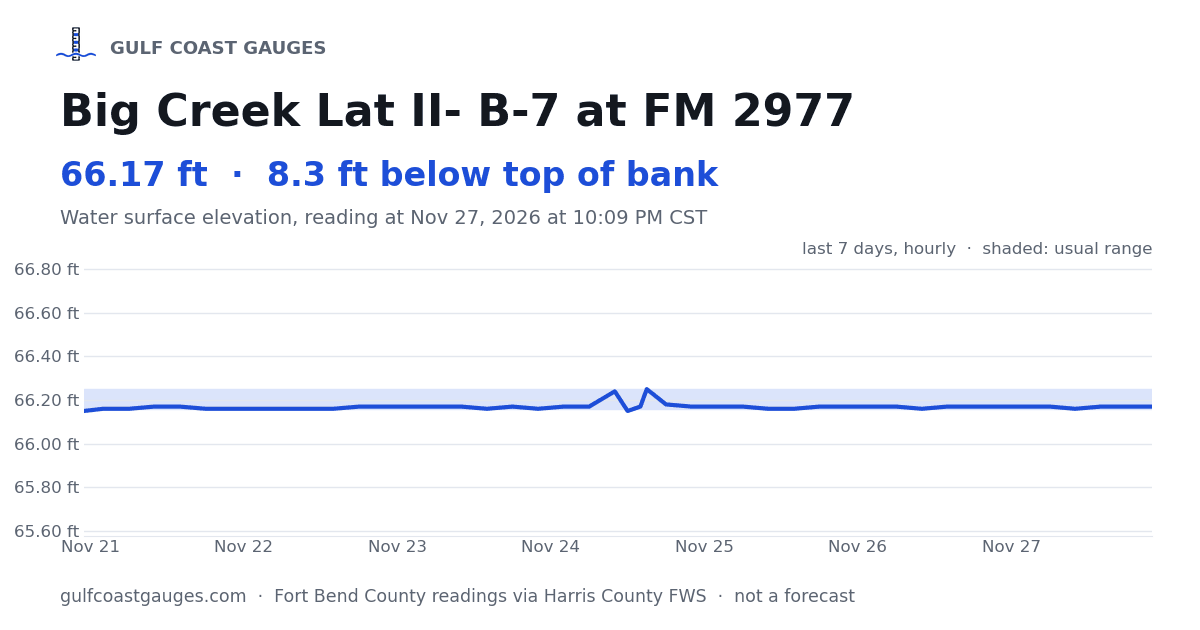 GULF COAST GAUGES
Big Creek Lat II- B-7 at FM 2977
66.17 ft · 8.3 ft below top of bank
Water surface elevation, reading at Nov 27, 2026 at 10:09 PM CST
last 7 days, hourly · shaded: usual range
66.80 ft
66.60 ft
66.40 ft
66.20 ft
66.00 ft
65.80 ft
65.60 ft
Nov 21 Nov 22 Nov 23 Nov 24 Nov 25 Nov 26 Nov 27
gulfcoastgauges.com · Fort Bend County readings via Harris County FWS · not a forecast